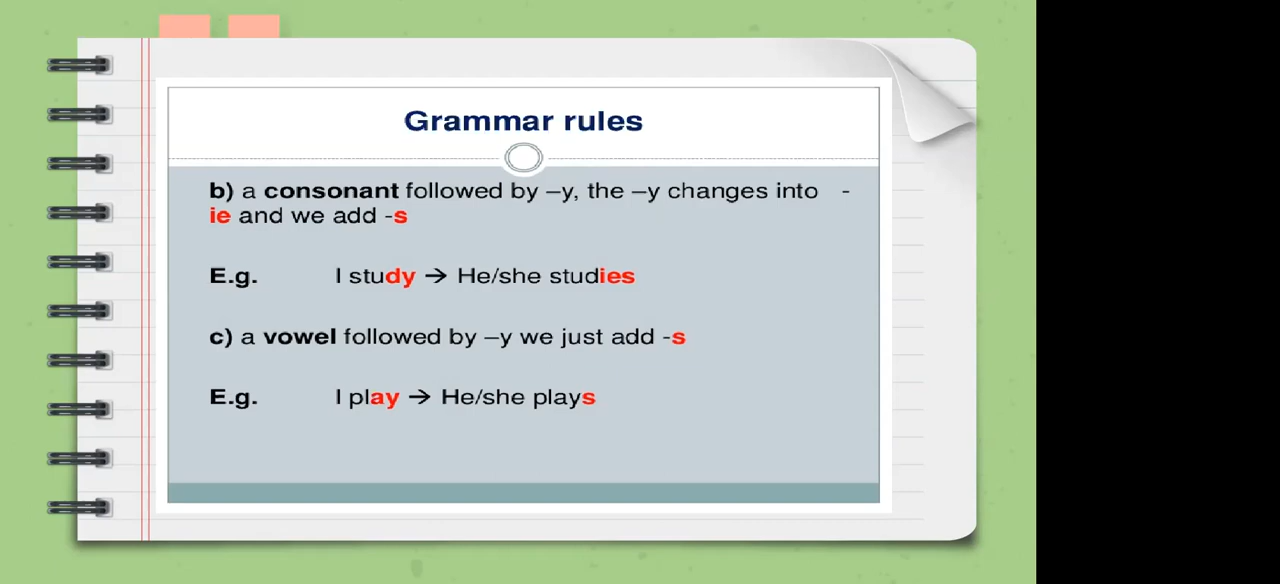 Grammar rules
b) a consonant followed by –y, the –y changes into -
ie and we add -s
E.g. I study → He/she studies
c) a vowel followed by –y we just add -s
E.g. I play → He/she plays